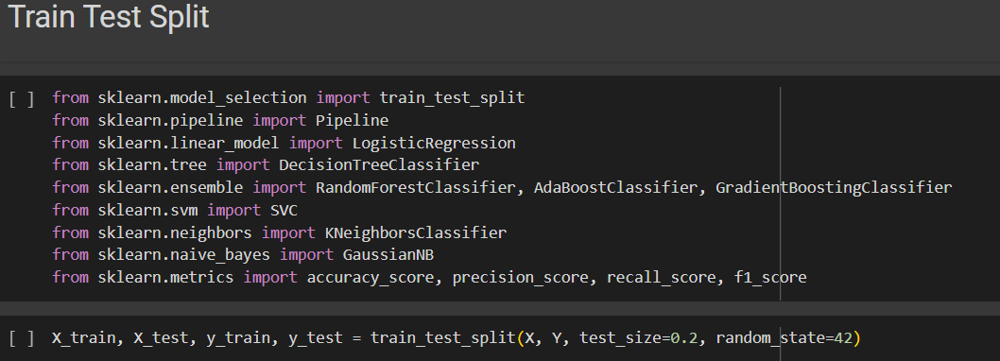 Train Test Split
[ ] from sklearn.model_selection import train_test_split
from sklearn.pipeline import Pipeline
from sklearn.linear_model import LogisticRegression
from sklearn.tree import DecisionTreeClassifier
from sklearn.ensemble import RandomForestClassifier, AdaBoostClassifier, GradientBoostingClassifier
from sklearn.svm import SVC
from sklearn.neighbors import KNeighborsClassifier
from sklearn.naive_bayes import GaussianNB
from sklearn.metrics import accuracy_score, precision_score, recall_score, f1_score
[ ] X_train, X_test, y_train, y_test = train_test_split(X, Y, test_size=0.2, random_state=42)